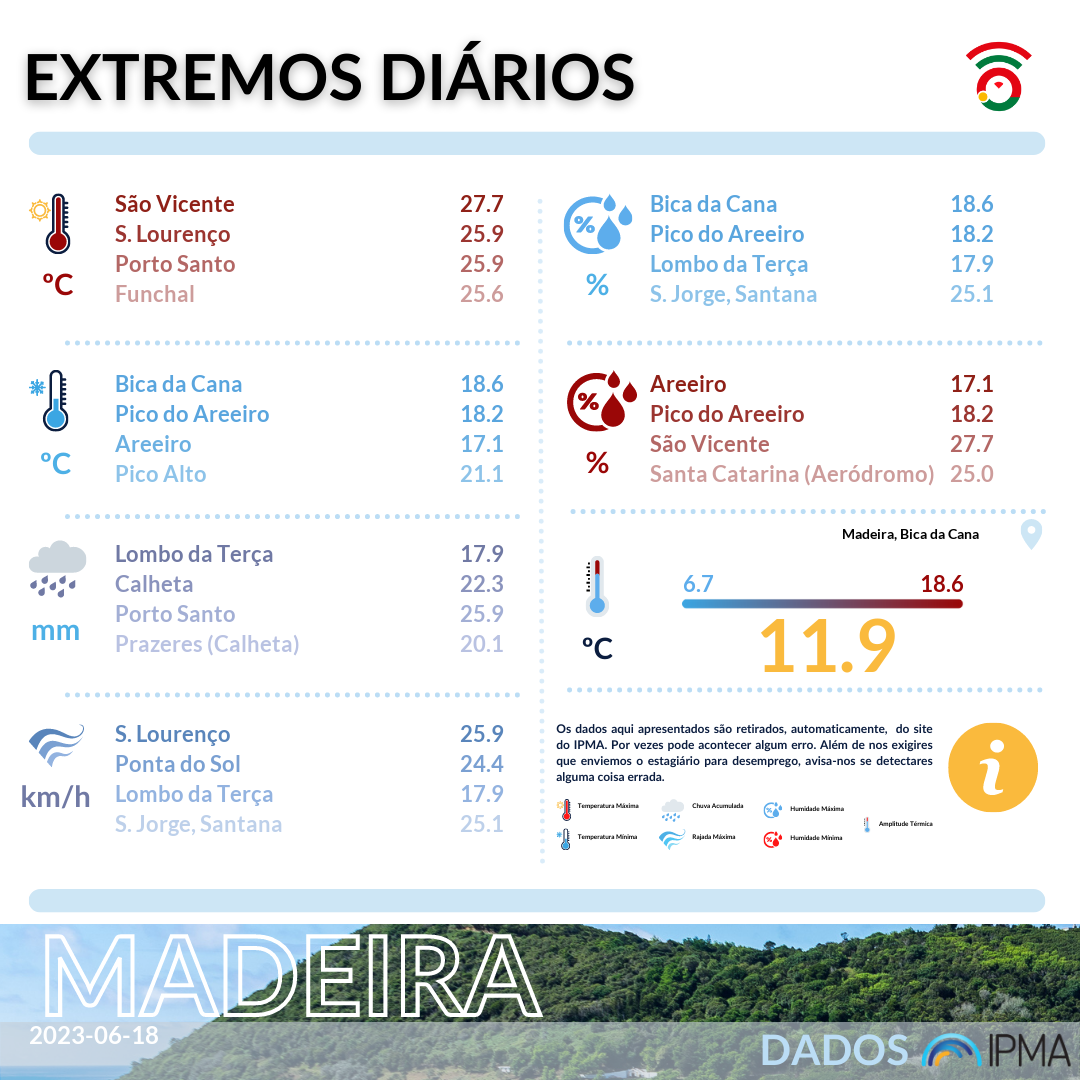 EXTREMOS DIÁRIOS
São Vicente 27.7
S. Lourenço 25.9
Porto Santo 25.9
Funchal 25.6
ºC
Bica da Cana 18.6
Pico do Areeiro 18.2
Areeiro 17.1
Pico Alto 21.1
ºC
Lombo da Terça 17.9
Calheta 22.3
Porto Santo 25.9
Prazeres (Calheta) 20.1
mm
S. Lourenço 25.9
Ponta do Sol 24.4
Lombo da Terça 17.9
S. Jorge, Santana 25.1
km/h
%
Bica da Cana 18.6
Pico do Areeiro 18.2
Lombo da Terça 17.9
S. Jorge, Santana 25.1
%
%
Areeiro 17.1
Pico do Areeiro 18.2
São Vicente 27.7
Santa Catarina (Aeródromo) 25.0
%
Madeira, Bica da Cana
6.7 18.6
11.9
ºC
Os dados aqui apresentados são retirados, automaticamente, do site
do IPMA. Por vezes pode acontecer algum erro. Além de nos exigires
que enviemos o estagiário para desemprego, avisa-nos se detectares
alguma coisa errada.
i
Temperatura Máxima
Chuva Acumulada
Humidade Máxima
Amplitude Térmica
Temperatura Mínima
Rajada Máxima
Humidade Mínima
MADEIRA
2023-06-18
DADOS IPMA